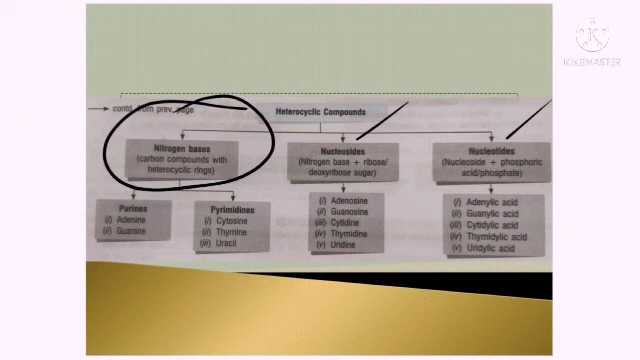 KINEMASTER
contd. from prev. page
Heterocyclic Compounds
Nitrogen bases
(carbon compounds with
heterocyclic rings)
Nucleosides
(Nitrogen base + ribose/
deoxyribose sugar)
Nucleotides
(Nucleoside + phosphoric
acid/phosphate)
Purines
(i) Adenine
(ii) Guanine
Pyrimidines
(i) Cytosine
(ii) Thymine
(iii) Uracil
(i) Adenosine
(ii) Guanosine
(iii) Cytidine
(iv) Thymidine
(v) Uridine
(i) Adenylic acid
(ii) Guanylic acid
(iii) Cytidylic acid
(iv) Thymidylic acid
(v) Uridylic acid